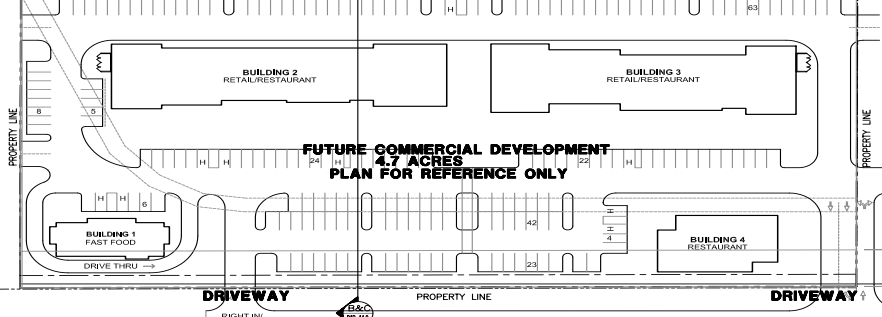 H
63
BUILDING 2
RETAIL/RESTAURANT
BUILDING 3
RETAIL/RESTAURANT
8
5
PROPERTY LINE
PROPERTY LINE
FUTURE COMMERCIAL DEVELOPMENT
4.7 ACRES
PLAN FOR REFERENCE ONLY
H
H
24
H
22
H
H
H
6
BUILDING 1
FAST FOOD
DRIVE THRU
42
H
H
4
23
BUILDING 4
RESTAURANT
DRIVEWAY
PROPERTY LINE
DRIVEWAY
B&C
RIGHT IN/